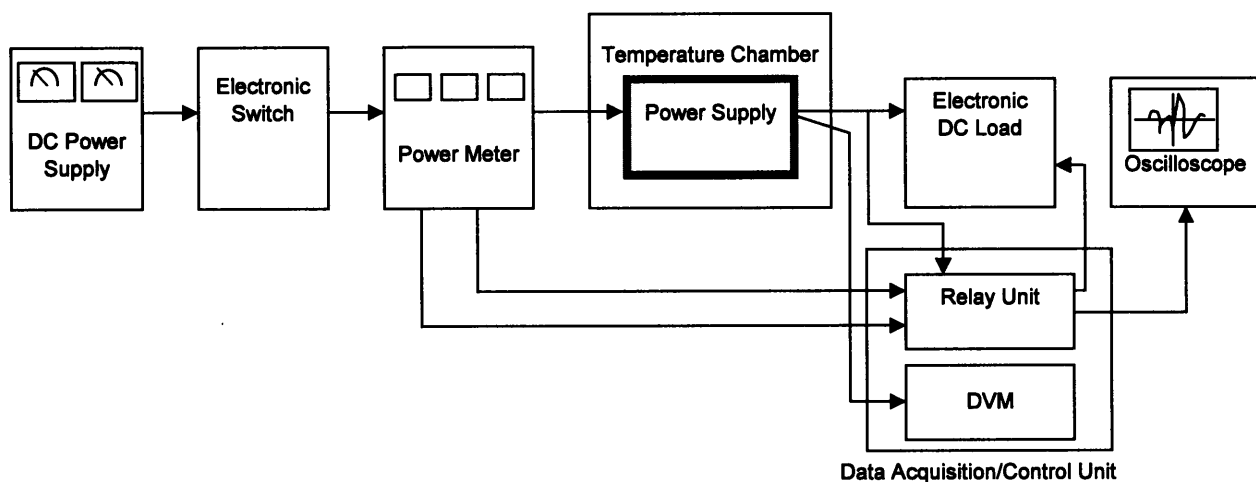 DC Power
Supply
Electronic
Switch
Power Meter
Temperature Chamber
Power Supply
Electronic
DC Load
Oscilloscope
Relay Unit
DVM
Data Acquisition/Control Unit